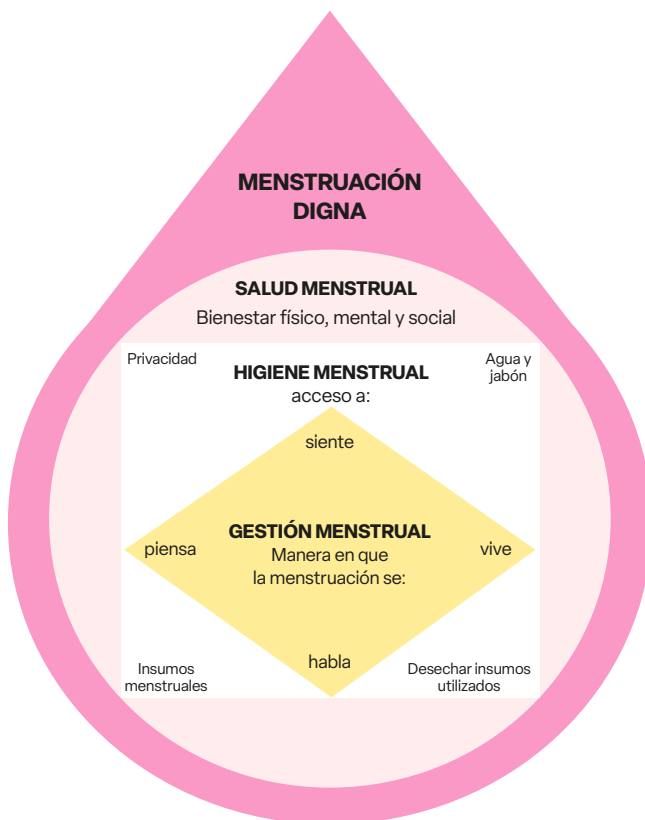 MENSTRUACIÓN
DIGNA
SALUD MENSTRUAL
Bienestar físico, mental y social
Privacidad
HIGIENE MENSTRUAL
acceso a:
Agua y
jabón
siente
GESTIÓN MENSTRUAL
Manera en que
la menstruación se:
piensa
vive
habla
Insumos
menstruales
Desechar insumos
utilizados